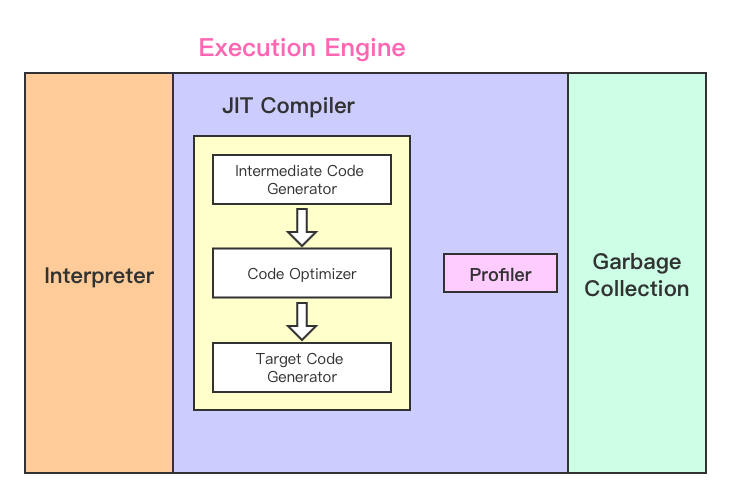 Execution Engine
JIT Compiler
Intermediate Code
Generator
Code Optimizer
Target Code
Generator
Interpreter
Profiler
Garbage
Collection